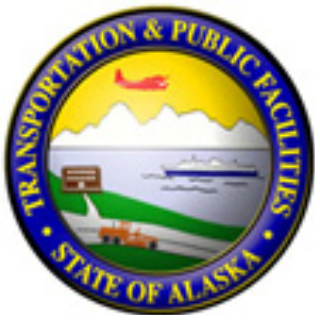 TRANSPORTATION & PUBLIC FACILITIES
STATE OF ALASKA